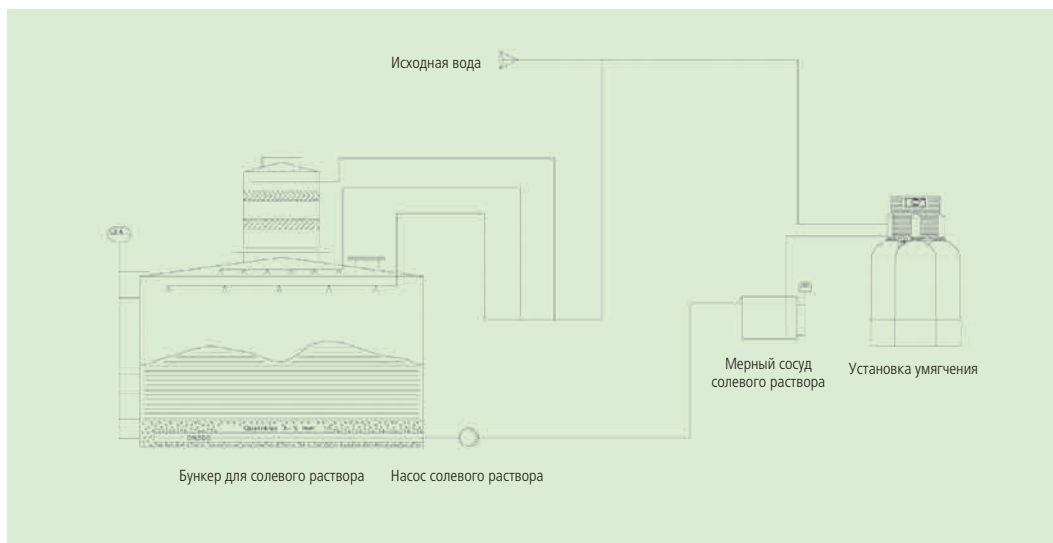 Исходная вода
Мерный сосуд
солевого раствора
Установка умягчения
Бункер для солевого раствора
Насос солевого раствора